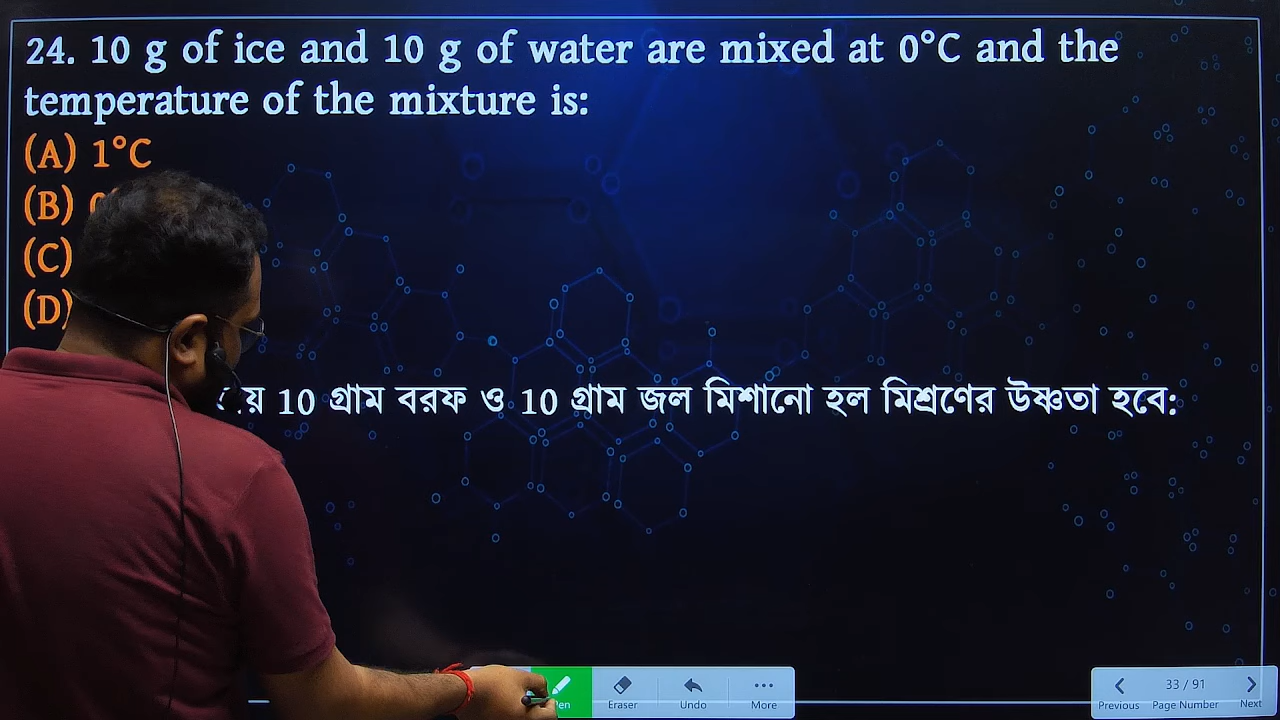 24. 10 g of ice and 10 g of water are mixed at 0°C and the
temperature of the mixture is:
(A) 1°C
(B)
(C)
(D)
10 গ্রাম বরফ ও 10 গ্রাম জল মিশানো হল মিশ্রণের উষ্ণতা হবে:
Eraser
Undo
More
33 / 91
Previous
Page Number
Next